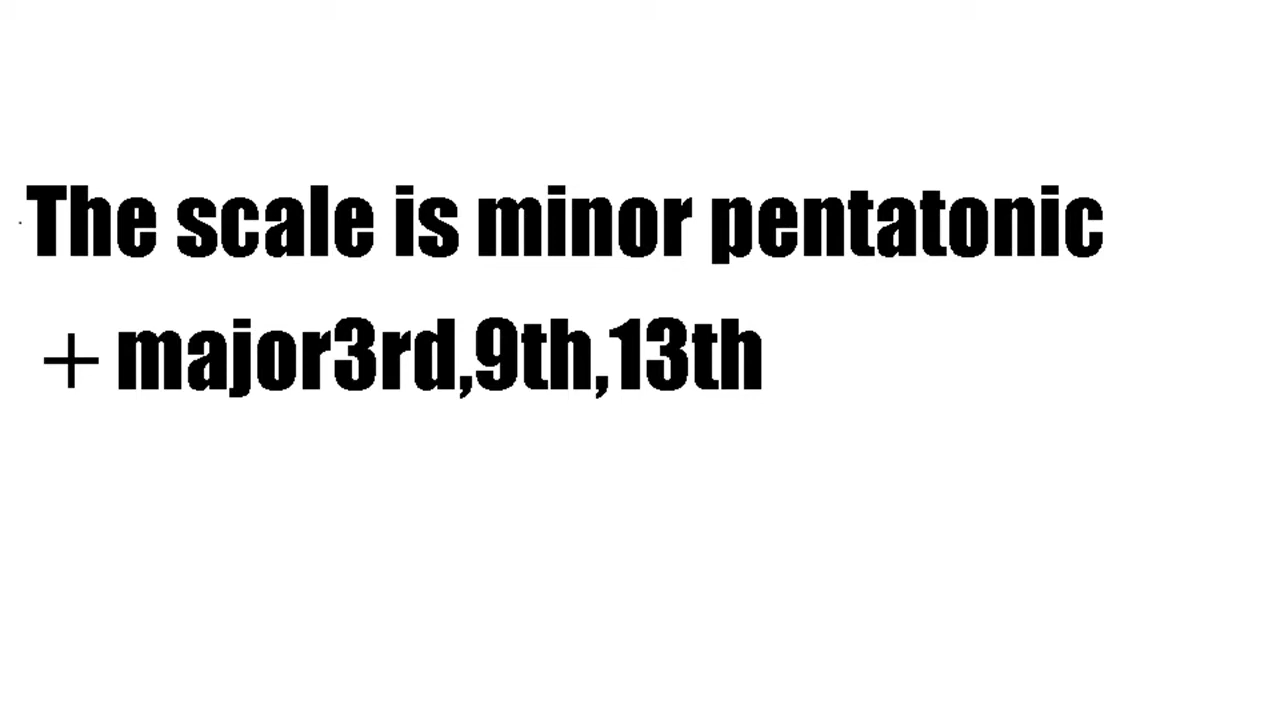 The scale is minor pentatonic
+ major3rd,9th,13th